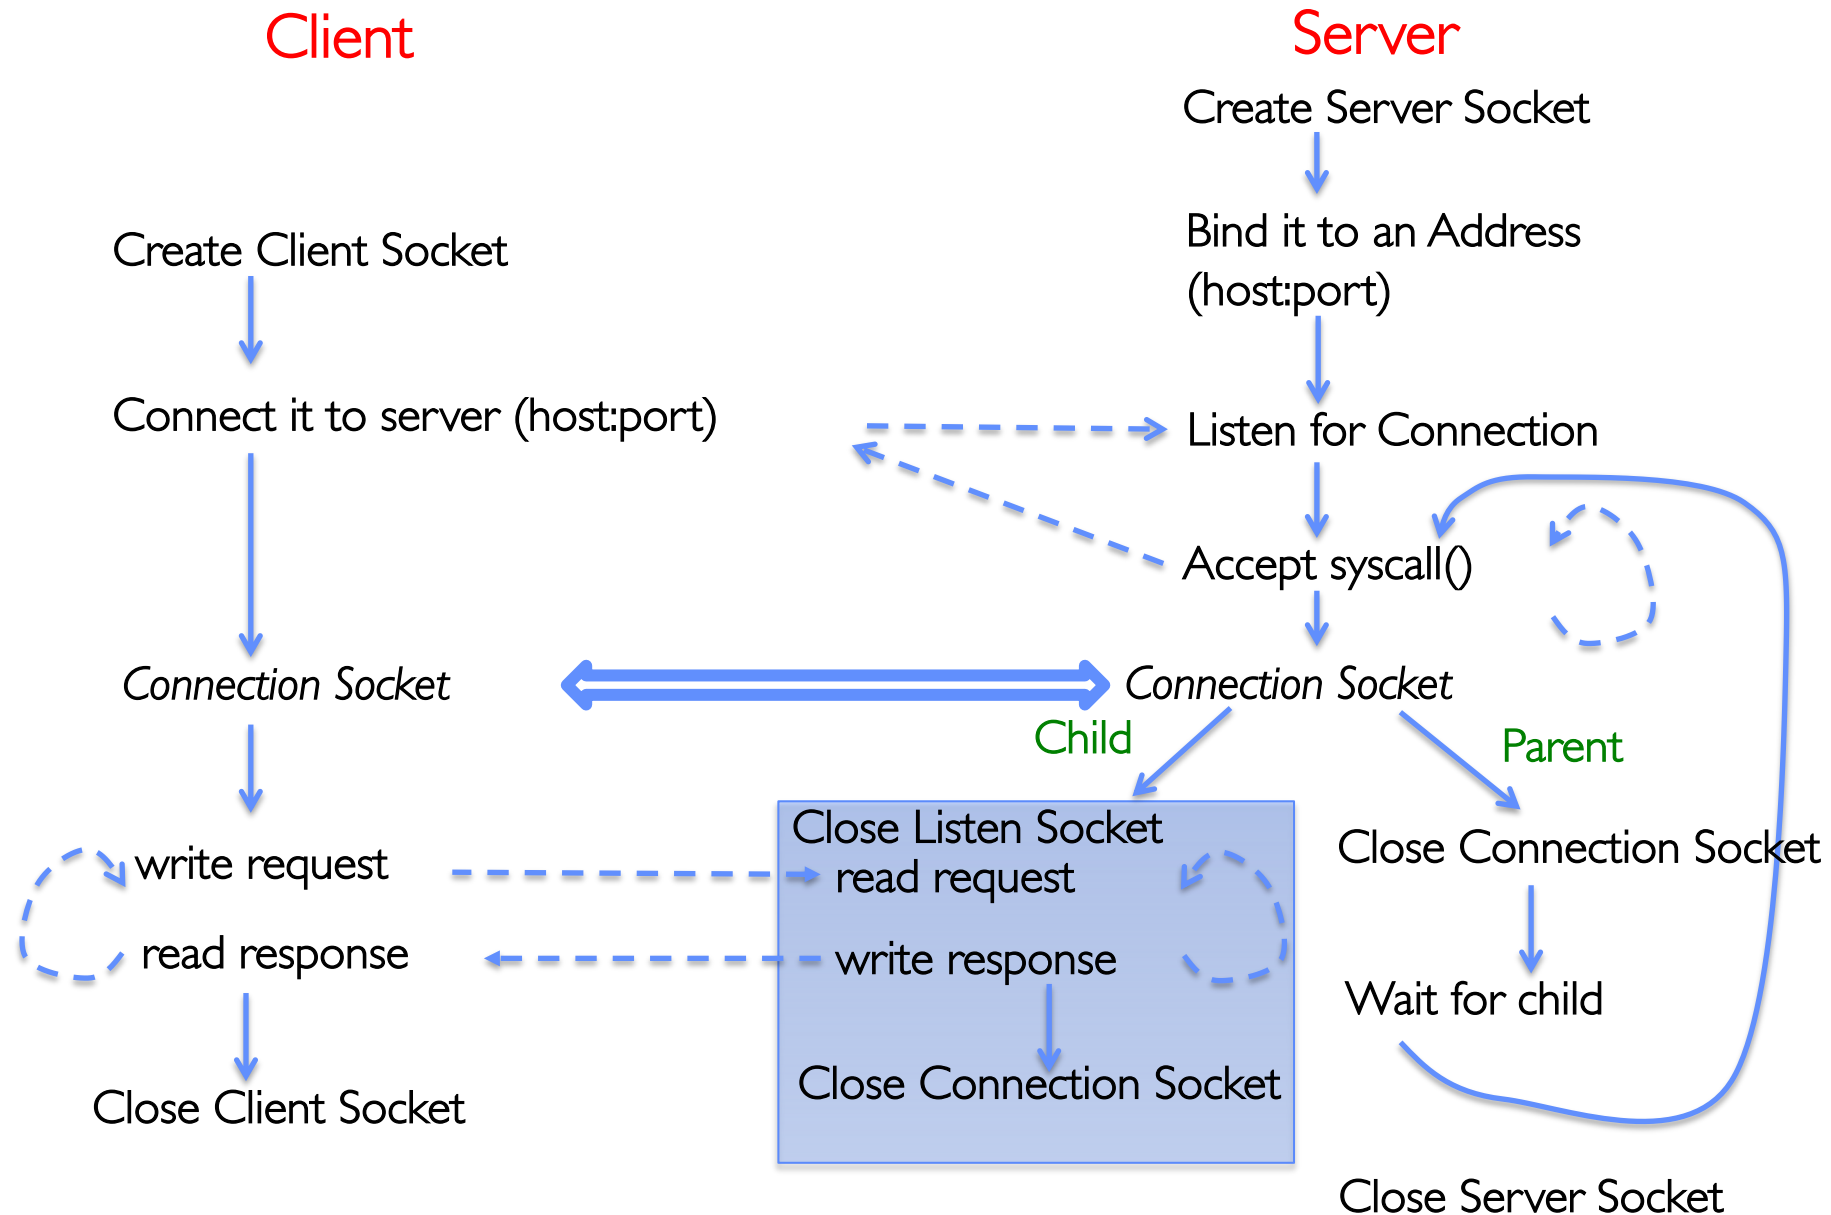 Client
Server
Create Server Socket
Bind it to an Address
(host:port)
Create Client Socket
Connect it to server (host:port)
Listen for Connection
Accept syscall()
Connection Socket
Connection Socket
Child
Parent
Close Listen Socket
Close Connection Socket
write request
read request
read response
write response
Wait for child
Close Connection Socket
Close Client Socket
Close Server Socket